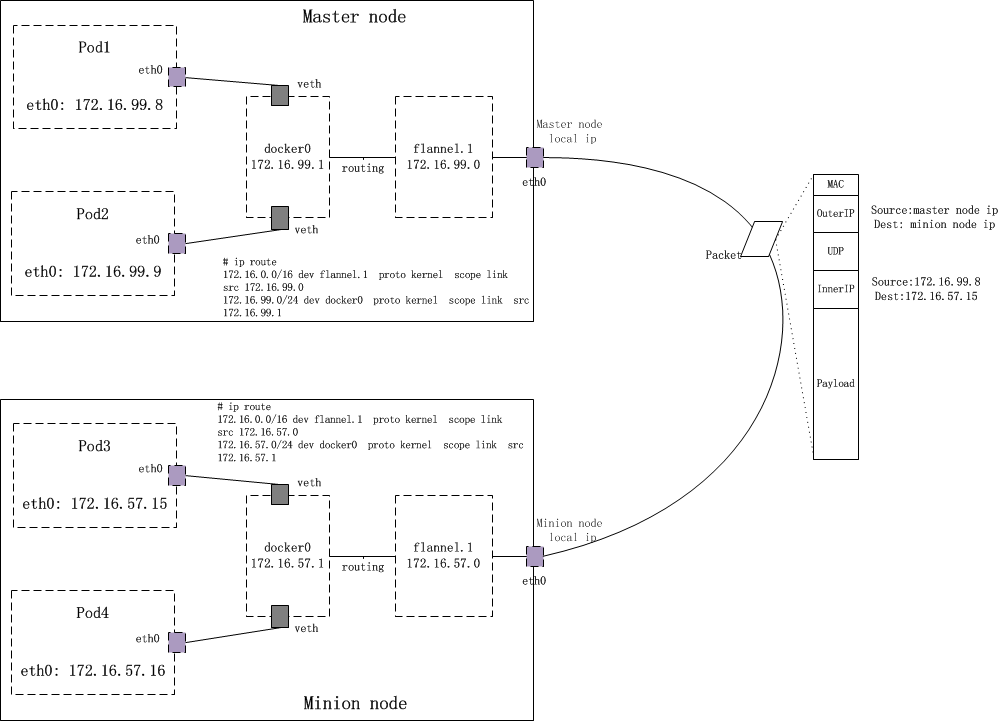 Master node
Pod1
eth0
eth0: 172.16.99.8
veth
docker0
172.16.99.1
routing
flannel.1
172.16.99.0
Master node
local ip
eth0
Pod2
eth0
eth0: 172.16.99.9
veth
# ip route
172.16.0.0/16 dev flannel.1 proto kernel scope link
src 172.16.99.0
172.16.99.0/24 dev docker0 proto kernel scope link src
172.16.99.1
Packet
MAC
OuterIP
Source:master node ip
Dest: minion node ip
UDP
InnerIP
Source:172.16.99.8
Dest:172.16.57.15
Payload
# ip route
172.16.0.0/16 dev flannel.1 proto kernel scope link
src 172.16.57.0
172.16.57.0/24 dev docker0 proto kernel scope link src
172.16.57.1
Pod3
eth0
eth0: 172.16.57.15
veth
docker0
172.16.57.1
routing
flannel.1
172.16.57.0
Minion node
local ip
eth0
Pod4
eth0
eth0: 172.16.57.16
veth
Minion node